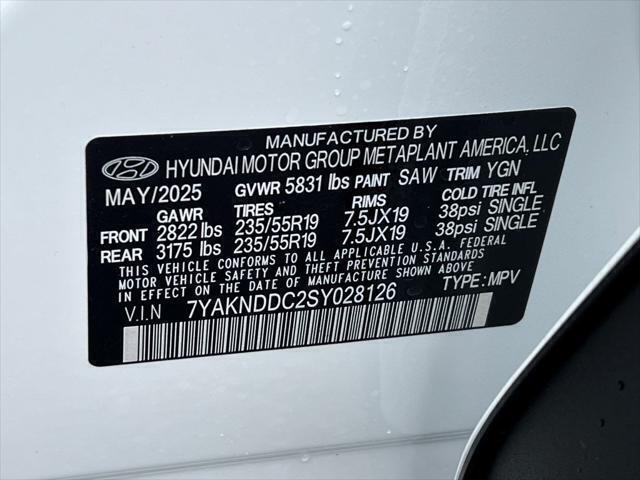 MANUFACTURED BY
HYUNDAI MOTOR GROUP METAPLANT AMERICA, LLC
MAY/2025 GVWR 5831 lbs PAINT SAW TRIM YGN
GAWR TIRES RIMS COLD TIRE INFL
FRONT 2822 lbs 235/55R19 7.5JX19 38psi SINGLE
REAR 3175 lbs 235/55R19 7.5JX19 38psi SINGLE
THIS VEHICLE CONFORMS TO ALL APPLICABLE U.S.A. FEDERAL
MOTOR VEHICLE SAFETY AND THEFT PREVENTION STANDARDS
IN EFFECT ON THE DATE OF MANUFACTURE SHOWN ABOVE.
V.I.N 7YAKNDDC2SY028126 TYPE:MPV